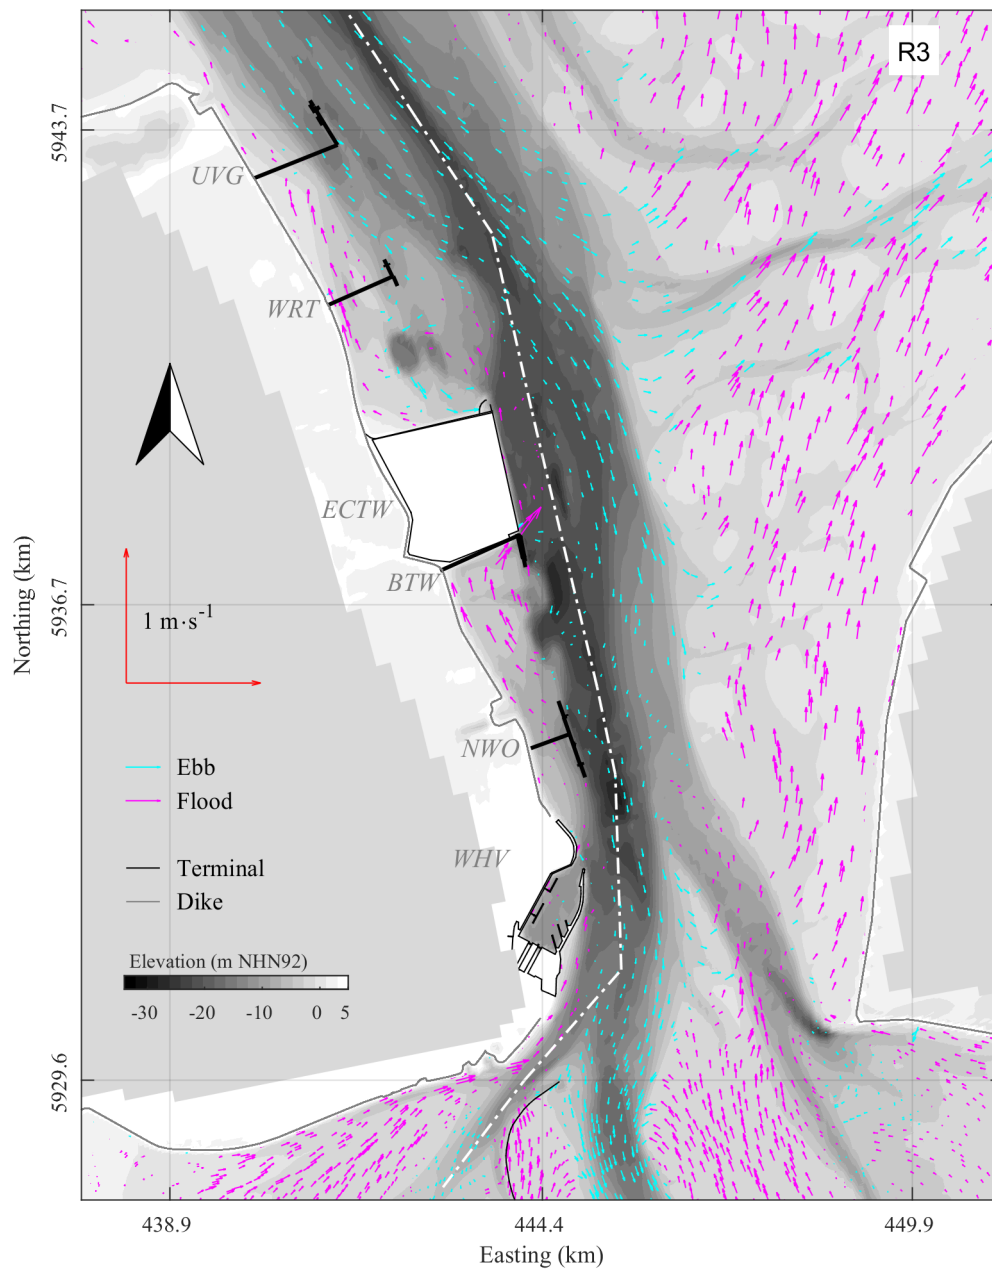 R3
5943.7
UVG
WRT
ECTW
BTW
Northing (km)
5936.7
1 m·s⁻¹
NWO
Ebb
Flood
WHV
Terminal
Dike
Elevation (m NHN92)
-30 -20 -10 0 5
5929.6
438.9 444.4 449.9
Easting (km)